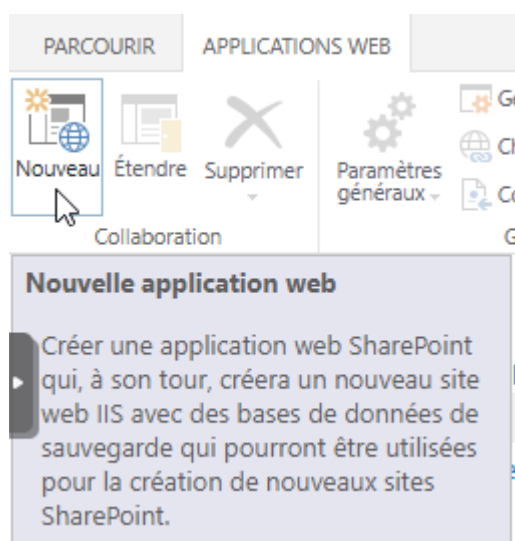 PARCOURIR APPLICATIONS WEB
Nouveau Étendre Supprimer Paramètres
généraux
Collaboration
Nouvelle application web
Créer une application web SharePoint
qui, à son tour, créera un nouveau site
web IIS avec des bases de données de
sauvegarde qui pourront être utilisées
pour la création de nouveaux sites
SharePoint.